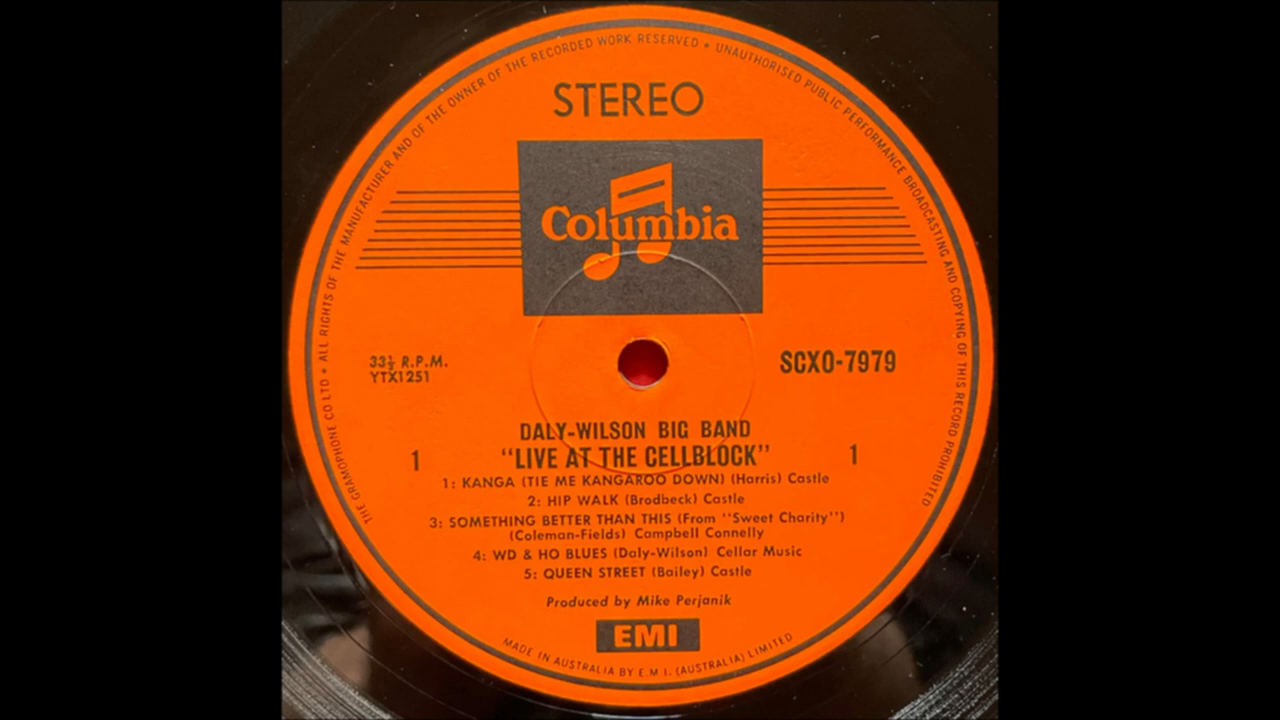 THE GRAMOPHONE CO LTD • ALL RIGHTS OF THE MANUFACTURER AND OF THE OWNER OF THE RECORDED WORK RESERVED • UNAUTHORISED PUBLIC PERFORMANCE BROADCASTING AND COPYING OF THIS RECORD PROHIBITED
STEREO
Columbia
33⅓ R.P.M.
YTX1251
SCXO-7979
DALY-WILSON BIG BAND
1 "LIVE AT THE CELLBLOCK" 1
1: KANGA (TIE ME KANGAROO DOWN) (Harris) Castle
2: HIP WALK (Brodbeck) Castle
3: SOMETHING BETTER THAN THIS (From "Sweet Charity")
(Coleman-Fields) Campbell Connelly
4: WD & HO BLUES (Daly-Wilson) Cellar Music
5: QUEEN STREET (Bailey) Castle
Produced by Mike Perjanik
EMI
MADE IN AUSTRALIA BY E.M I. (AUSTRALIA) LIMITED